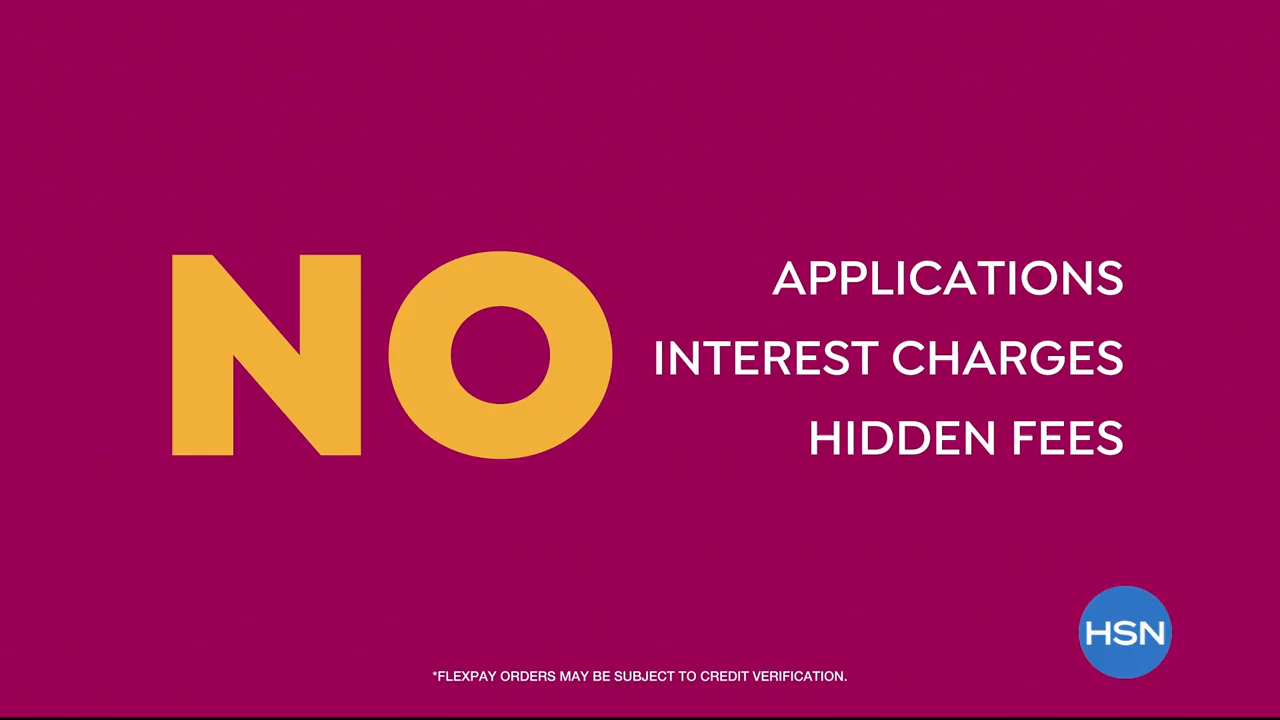 NO
APPLICATIONS
INTEREST CHARGES
HIDDEN FEES
HSN
*FLEXPAY ORDERS MAY BE SUBJECT TO CREDIT VERIFICATION.